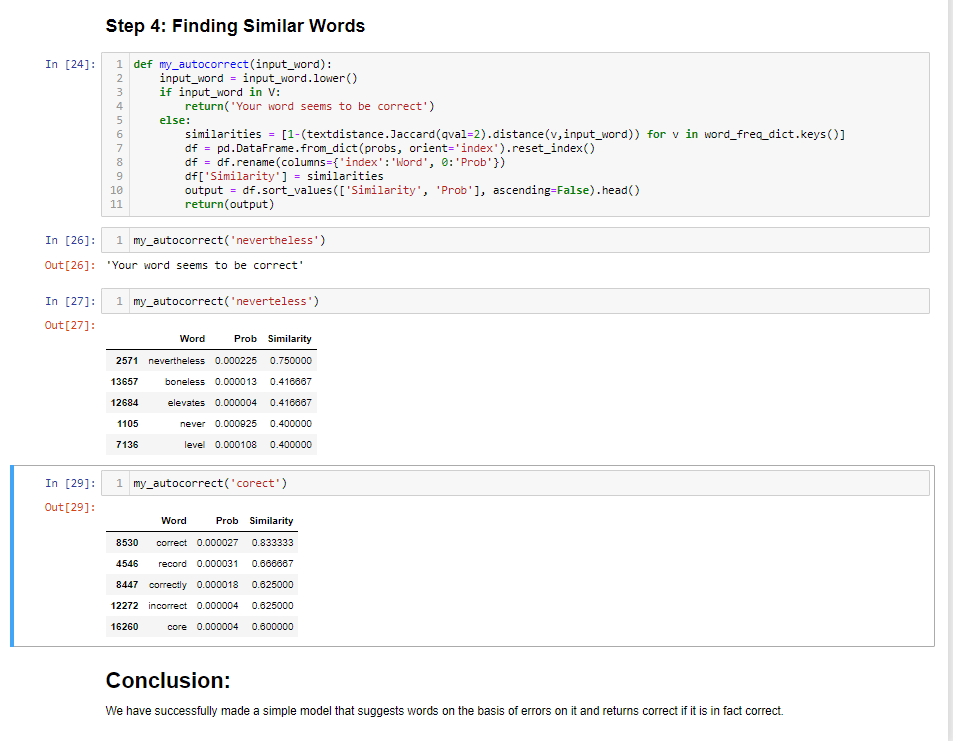 Step 4: Finding Similar Words
In [24]:
1 def my_autocorrect(input_word):
2     input_word = input_word.lower()
3     if input_word in V:
4         return('Your word seems to be correct')
5     else:
6         similarities = [1-(textdistance.Jaccard(qval=2).distance(v,input_word)) for v in word_freq_dict.keys()]
7         df = pd.DataFrame.from_dict(probs, orient='index').reset_index()
8         df = df.rename(columns={'index':'Word', 0:'Prob'})
9         df['Similarity'] = similarities
10         output = df.sort_values(['Similarity', 'Prob'], ascending=False).head()
11         return(output)
In [26]: 1 my_autocorrect('nevertheless')
Out[26]: 'Your word seems to be correct'
In [27]: 1 my_autocorrect('neverteless')
Out[27]:
Word Prob Similarity
2571 nevertheless 0.000225 0.750000
13657 boneless 0.000013 0.416667
12684 elevates 0.000004 0.416667
1105 never 0.000925 0.400000
7136 level 0.000108 0.400000
In [29]: 1 my_autocorrect('corect')
Out[29]:
Word Prob Similarity
8530 correct 0.000027 0.833333
4546 record 0.000031 0.666667
8447 correctly 0.000018 0.625000
12272 incorrect 0.000004 0.625000
16260 core 0.000004 0.600000
Conclusion:
We have successfully made a simple model that suggests words on the basis of errors on it and returns correct if it is in fact correct.